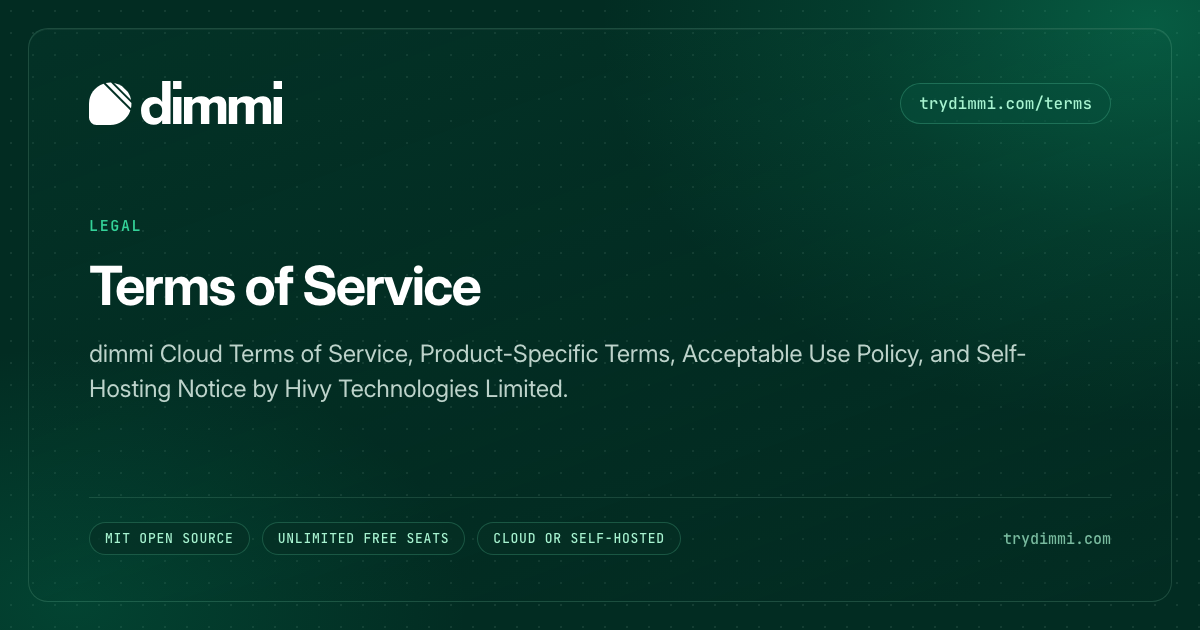 dimmi
trydimmi.com/terms
LEGAL
Terms of Service
dimmi Cloud Terms of Service, Product-Specific Terms, Acceptable Use Policy, and Self-
Hosting Notice by Hivy Technologies Limited.
MIT OPEN SOURCE
UNLIMITED FREE SEATS
CLOUD OR SELF-HOSTED
trydimmi.com